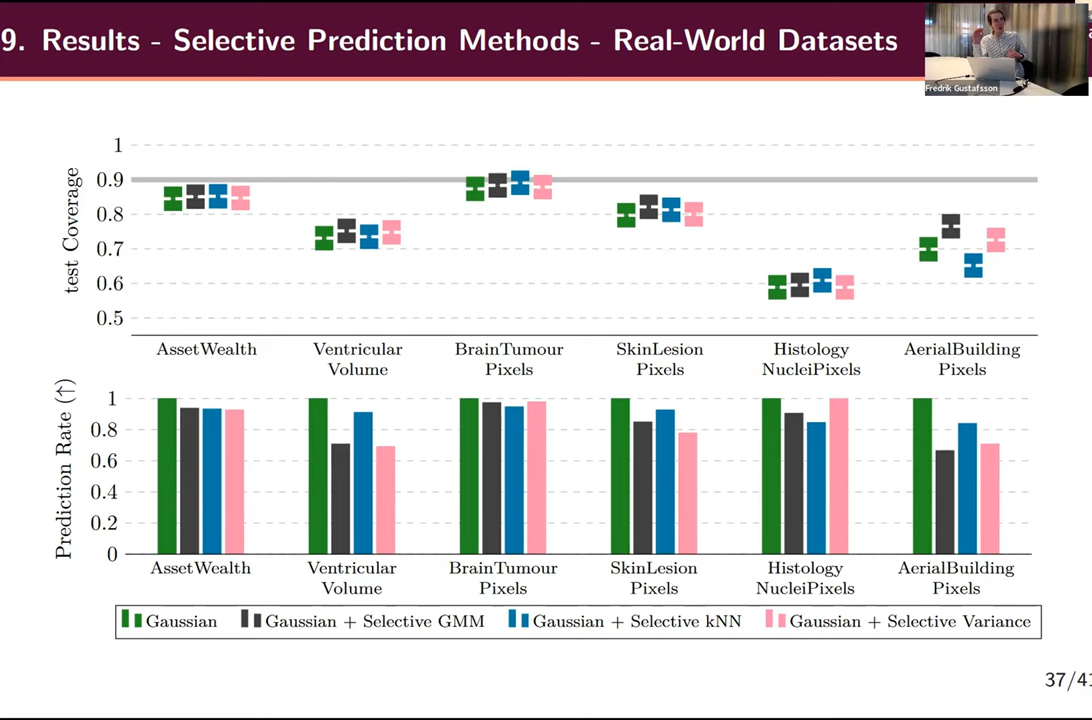 9. Results - Selective Prediction Methods - Real-World Datasets
Fredrik Gustafsson
test Coverage
1
0.9
0.8
0.7
0.6
0.5
AssetWealth
Ventricular
Volume
BrainTumour
Pixels
SkinLesion
Pixels
Histology
NucleiPixels
AerialBuilding
Pixels
Prediction Rate (↑)
1
0.8
0.6
0.4
0.2
0
AssetWealth
Ventricular
Volume
BrainTumour
Pixels
SkinLesion
Pixels
Histology
NucleiPixels
AerialBuilding
Pixels
Gaussian
Gaussian + Selective GMM
Gaussian + Selective kNN
Gaussian + Selective Variance
37/41